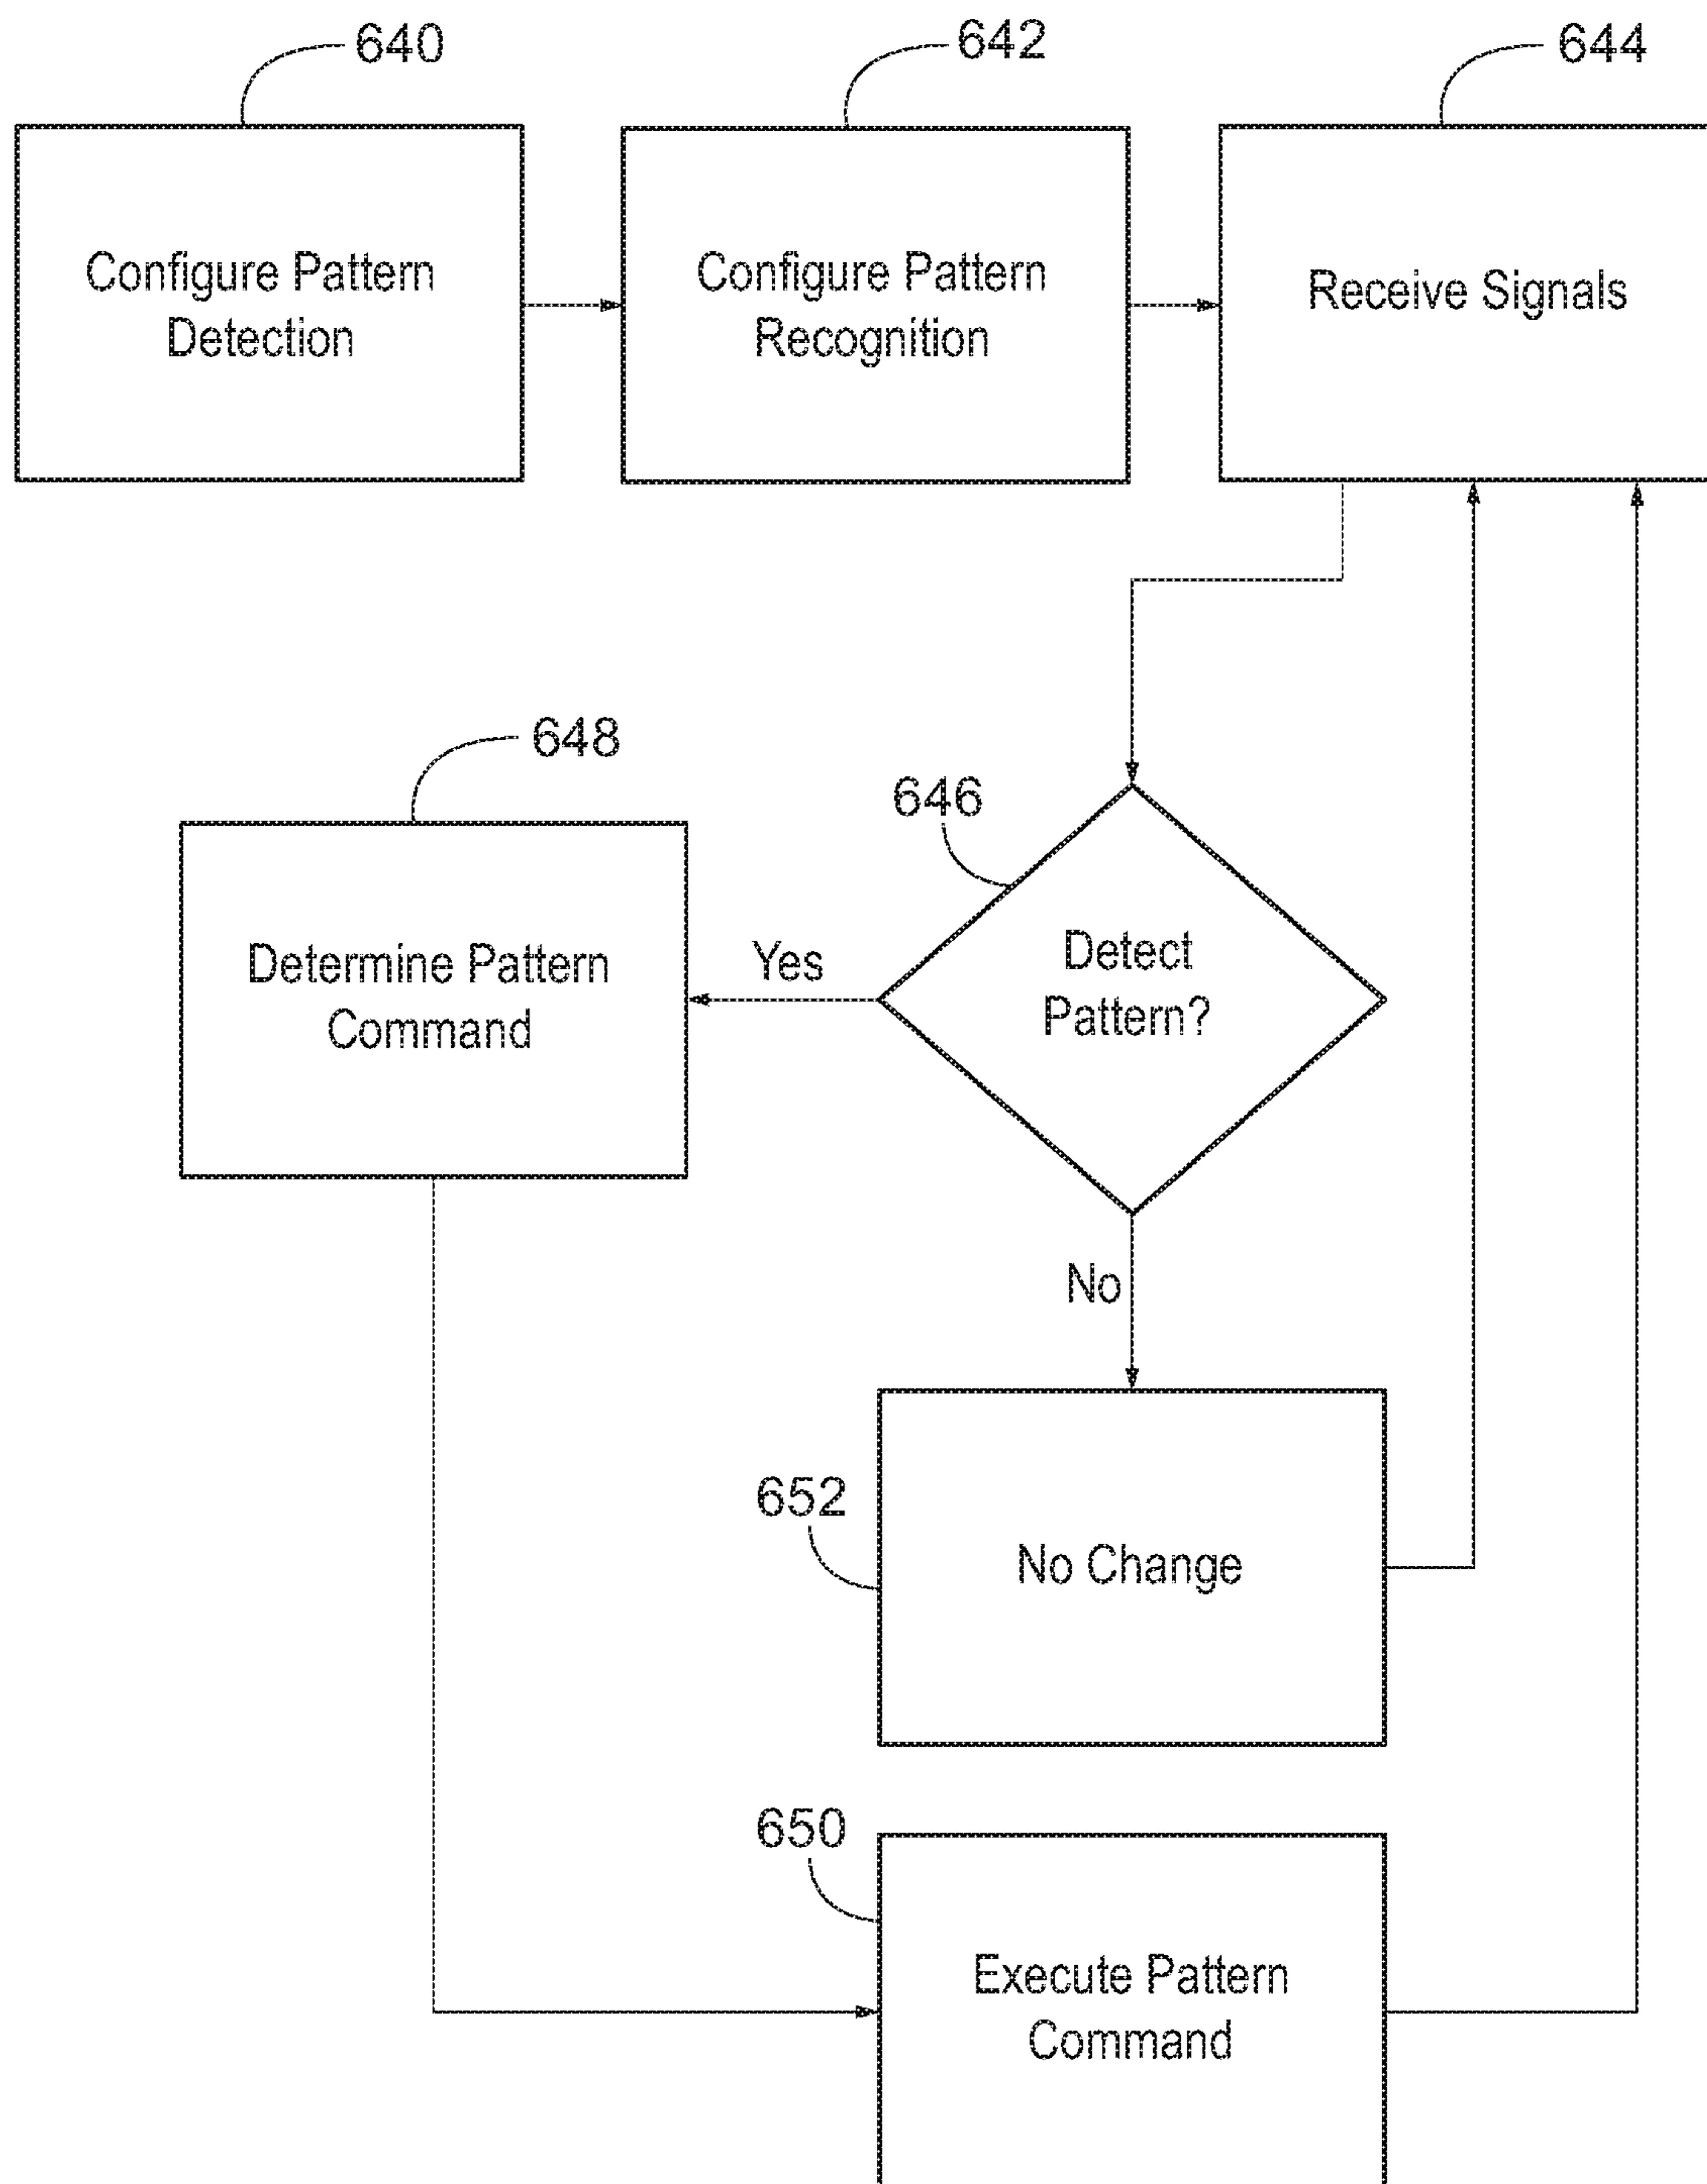 640
642
644
Configure Pattern
Detection
Configure Pattern
Recognition
Receive Signals
648
646
Determine Pattern
Command
Yes
Detect
Pattern?
No
652
No Change
650
Execute Pattern
Command